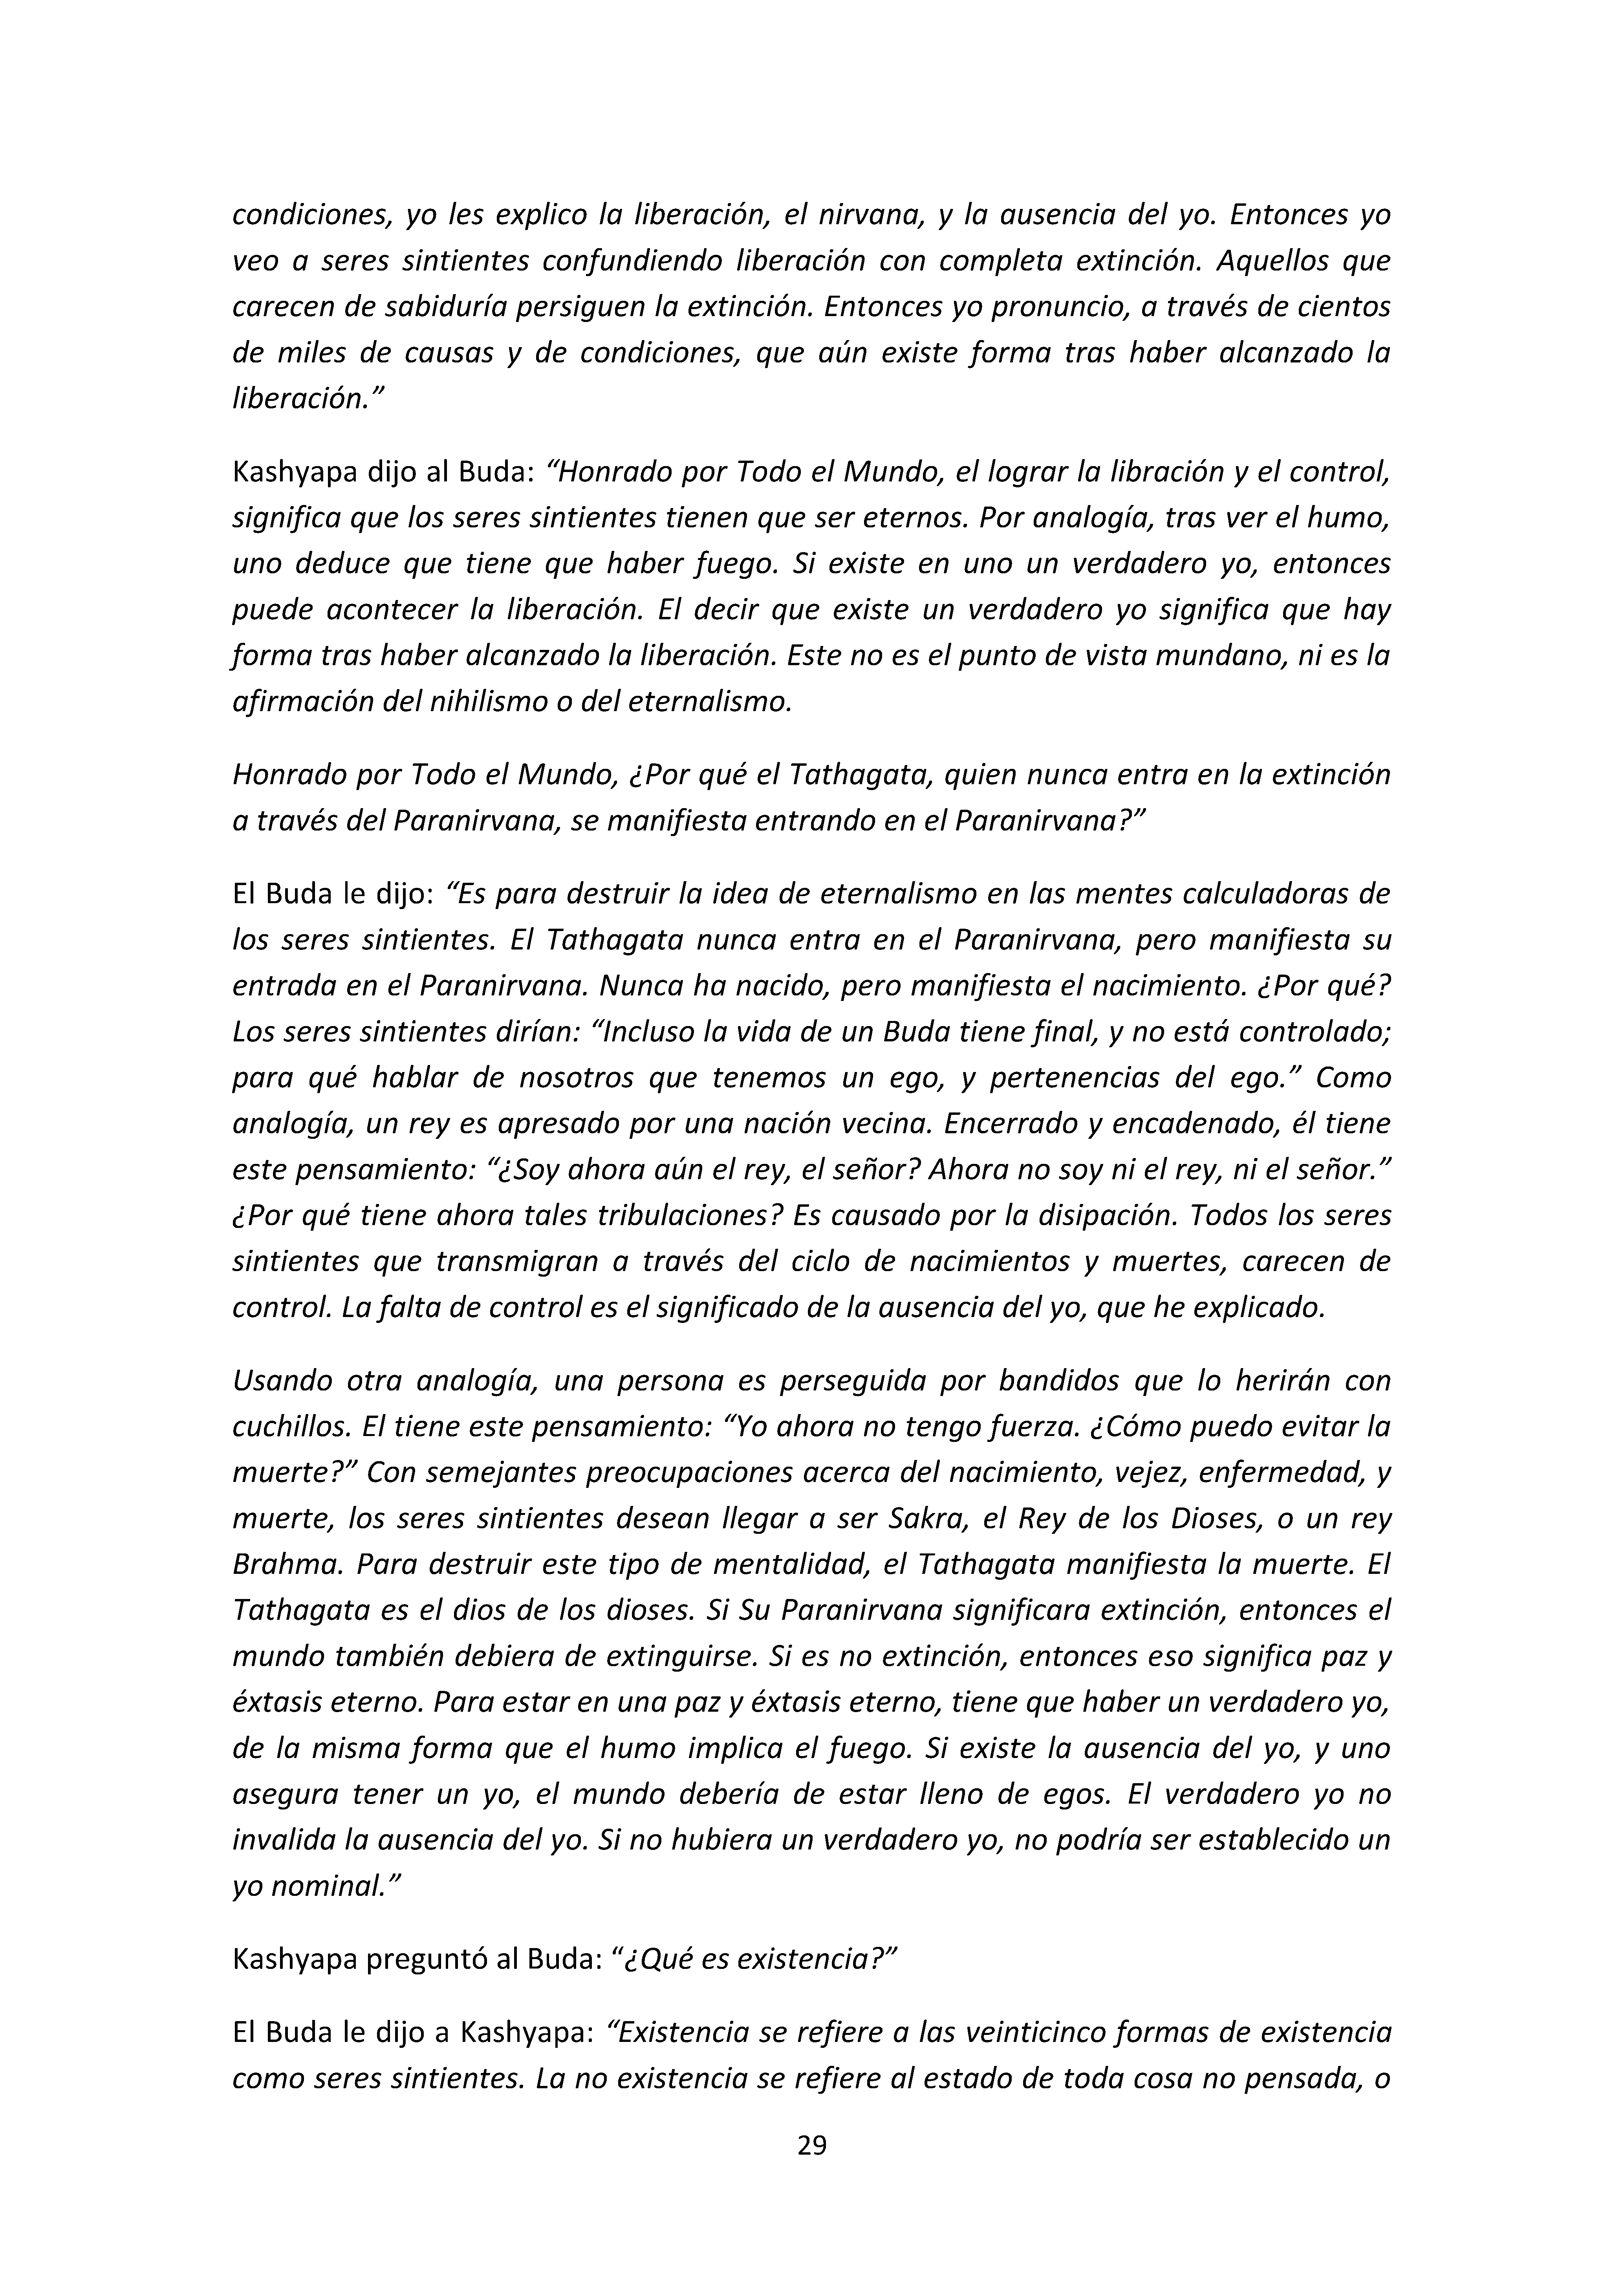 condiciones, yo les explico la liberación, el nirvana, y la ausencia del yo. Entonces yo
veo a seres sintientes confundiendo liberación con completa extinción. Aquellos que
carecen de sabiduría persiguen la extinción. Entonces yo pronuncio, a través de cientos
de miles de causas y de condiciones, que aún existe forma tras haber alcanzado la
liberación.”
Kashyapa dijo al Buda: “Honrado por Todo el Mundo, el lograr la libración y el control,
significa que los seres sintientes tienen que ser eternos. Por analogía, tras ver el humo,
uno deduce que tiene que haber fuego. Si existe en uno un verdadero yo, entonces
puede acontecer la liberación. El decir que existe un verdadero yo significa que hay
forma tras haber alcanzado la liberación. Este no es el punto de vista mundano, ni es la
afirmación del nihilismo o del eternalismo.
Honrado por Todo el Mundo, ¿Por qué el Tathagata, quien nunca entra en la extinción
a través del Paranirvana, se manifiesta entrando en el Paranirvana?”
El Buda le dijo: “Es para destruir la idea de eternalismo en las mentes calculadoras de
los seres sintientes. El Tathagata nunca entra en el Paranirvana, pero manifiesta su
entrada en el Paranirvana. Nunca ha nacido, pero manifiesta el nacimiento. ¿Por qué?
Los seres sintientes dirían: “Incluso la vida de un Buda tiene final, y no está controlado;
para qué hablar de nosotros que tenemos un ego, y pertenencias del ego.” Como
analogía, un rey es apresado por una nación vecina. Encerrado y encadenado, él tiene
este pensamiento: “¿Soy ahora aún el rey, el señor? Ahora no soy ni el rey, ni el señor.”
¿Por qué tiene ahora tales tribulaciones? Es causado por la disipación. Todos los seres
sintientes que transmigran a través del ciclo de nacimientos y muertes, carecen de
control. La falta de control es el significado de la ausencia del yo, que he explicado.
Usando otra analogía, una persona es perseguida por bandidos que lo herirán con
cuchillos. El tiene este pensamiento: “Yo ahora no tengo fuerza. ¿Cómo puedo evitar la
muerte?” Con semejantes preocupaciones acerca del nacimiento, vejez, enfermedad, y
muerte, los seres sintientes desean llegar a ser Sakra, el Rey de los Dioses, o un rey
Brahma. Para destruir este tipo de mentalidad, el Tathagata manifiesta la muerte. El
Tathagata es el dios de los dioses. Si Su Paranirvana significara extinción, entonces el
mundo también debiera de extinguirse. Si es no extinción, entonces eso significa paz y
éxtasis eterno. Para estar en una paz y éxtasis eterno, tiene que haber un verdadero yo,
de la misma forma que el humo implica el fuego. Si existe la ausencia del yo, y uno
asegura tener un yo, el mundo debería de estar lleno de egos. El verdadero yo no
invalida la ausencia del yo. Si no hubiera un verdadero yo, no podría ser establecido un
yo nominal.”
Kashyapa preguntó al Buda: “¿Qué es existencia?”
El Buda le dijo a Kashyapa: “Existencia se refiere a las veinticinco formas de existencia
como seres sintientes. La no existencia se refiere al estado de toda cosa no pensada, o
29